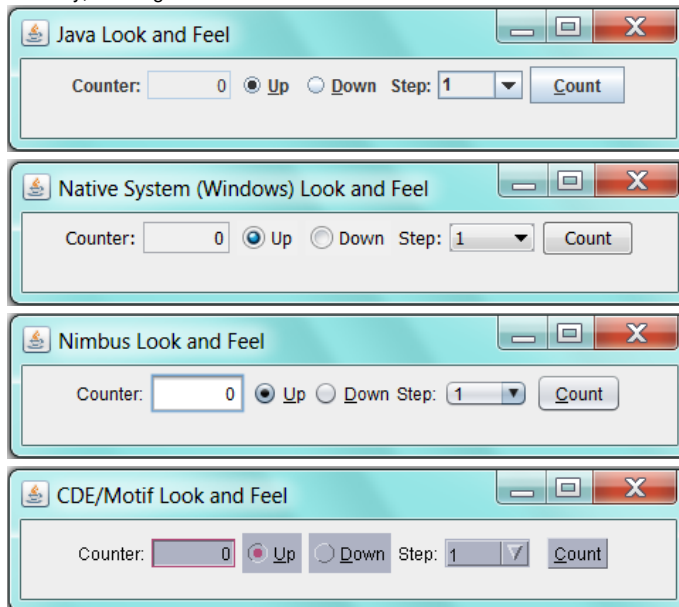 Java Look and Feel
Counter: 0 Up Down Step: 1 Count
Native System (Windows) Look and Feel
Counter: 0 Up Down Step: 1 Count
Nimbus Look and Feel
Counter: 0 Up Down Step: 1 Count
CDE/Motif Look and Feel
Counter: 0 Up Down Step: 1 Count